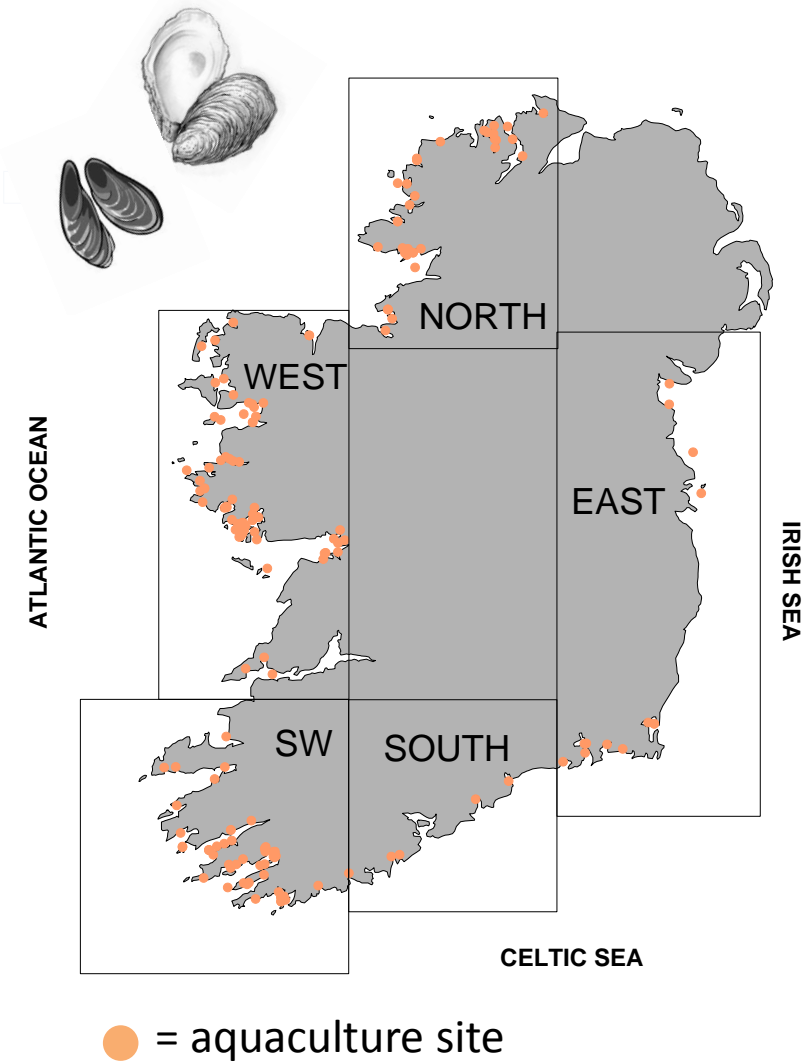 NORTH
WEST
ATLANTIC OCEAN
EAST
IRISH SEA
SW
SOUTH
CELTIC SEA
= aquaculture site